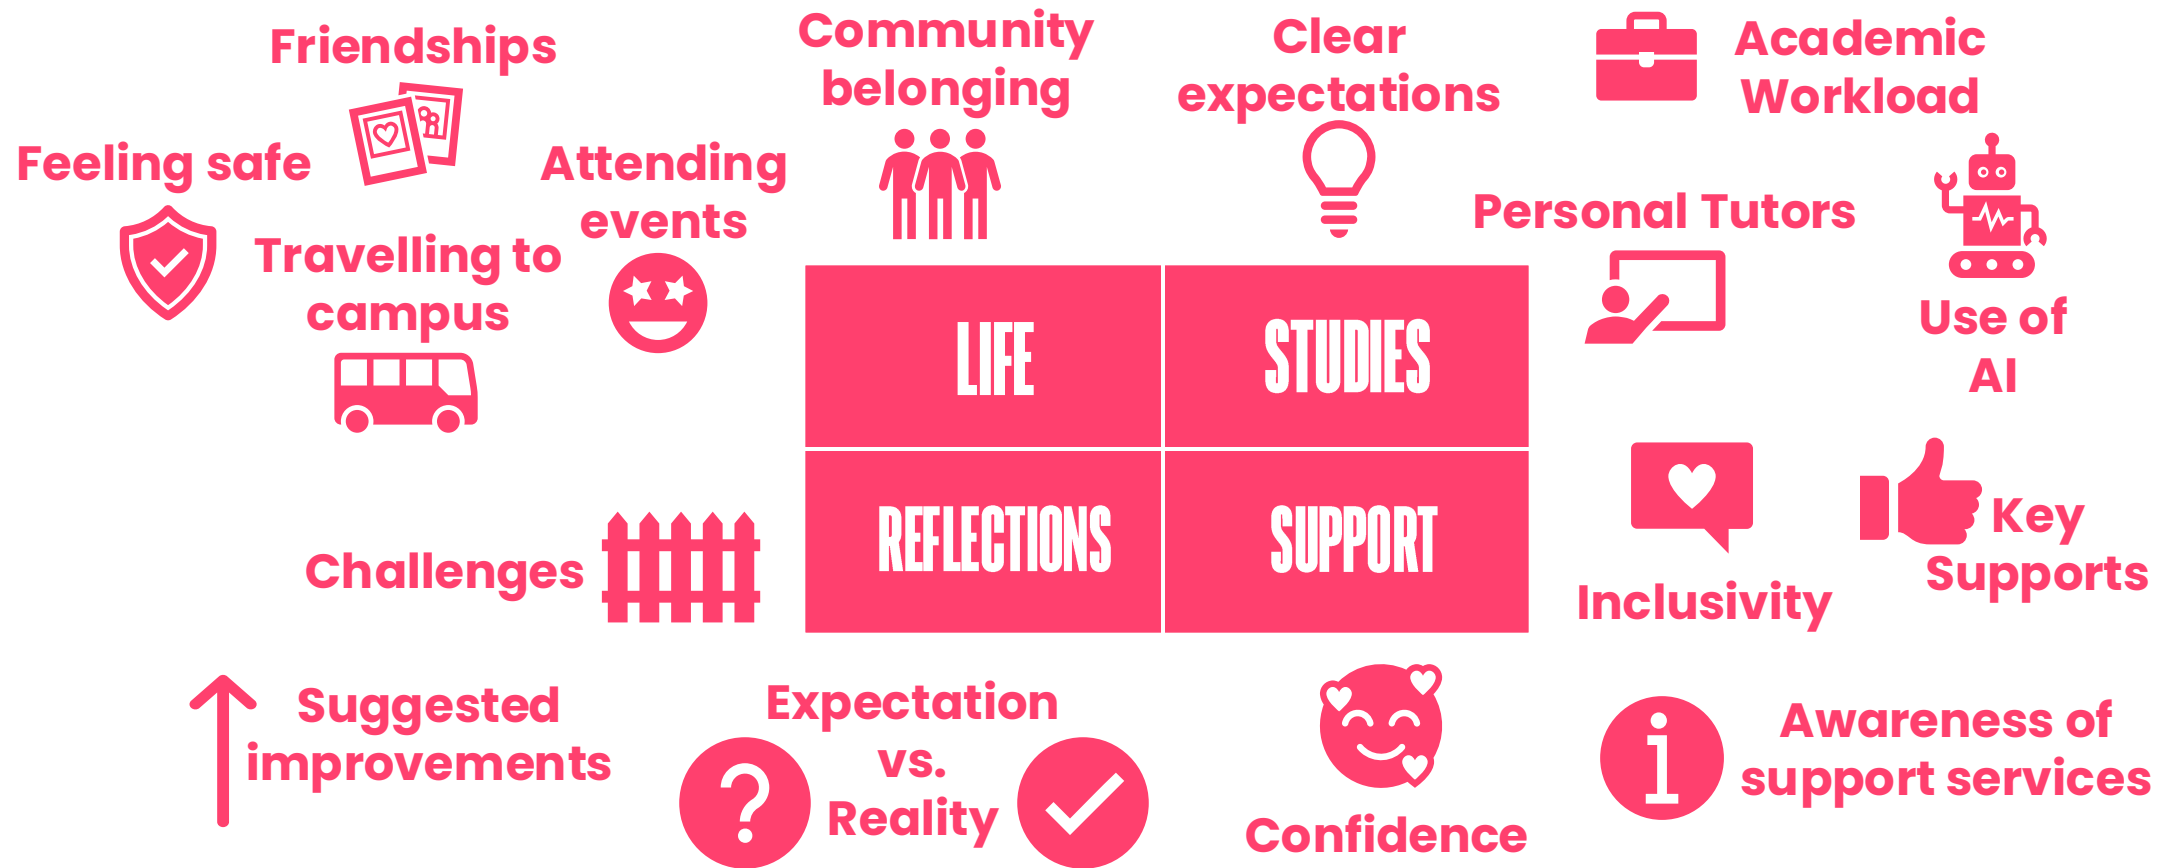 Friendships
Community
belonging
Clear
expectations
Academic
Workload
Feeling safe
Attending
events
Personal Tutors
Travelling to
campus
Use of
AI
LIFE
STUDIES
REFLECTIONS
SUPPORT
Challenges
Inclusivity
Key
Supports
Suggested
improvements
Expectation
vs.
Reality
Confidence
Awareness of
support services